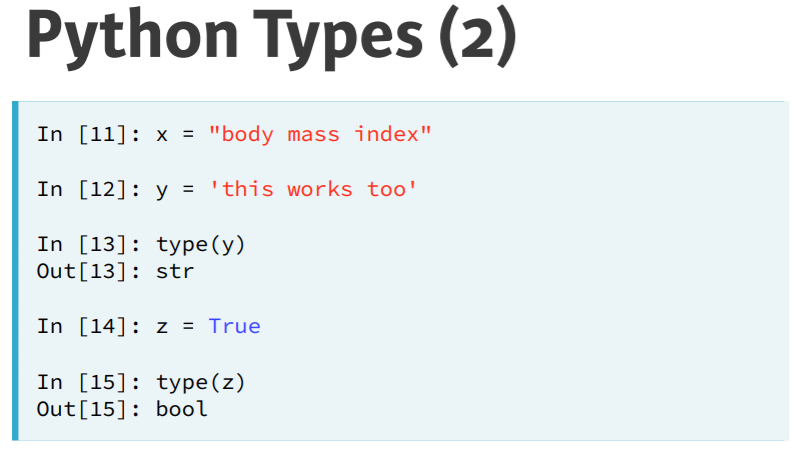 Python Types (2)
In [11]: x = "body mass index"
In [12]: y = 'this works too'
In [13]: type(y)
Out[13]: str
In [14]: z = True
In [15]: type(z)
Out[15]: bool